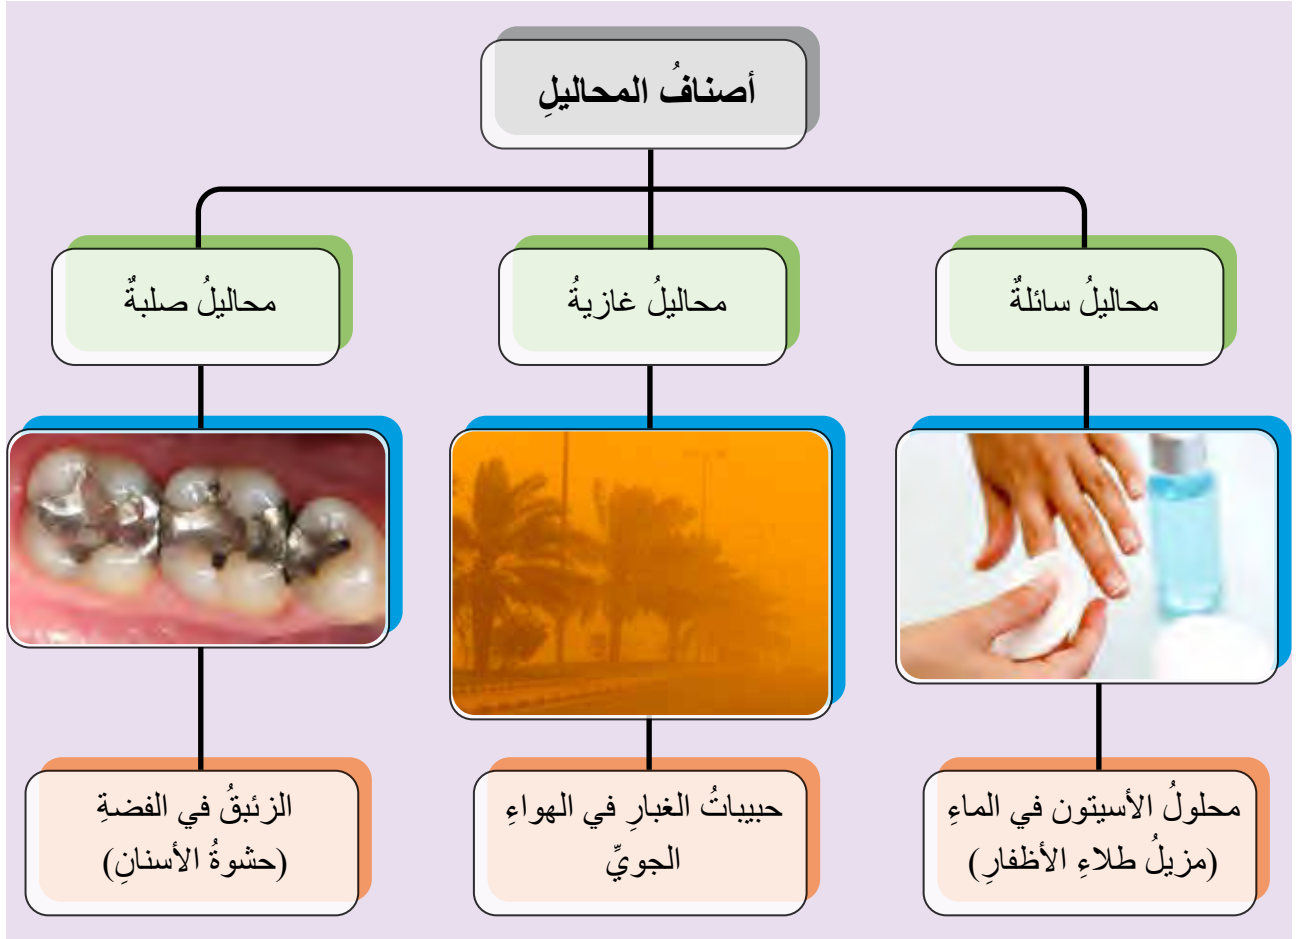 أصنافُ المحاليلِ
محاليلُ سائلةٌ
محاليلُ غازيةُ
محاليلُ صلبةٌ
محلولُ الأسيتون في الماءِ
(مزيلُ طلاءِ الأظفارِ)
حبيباتُ الغبارِ في الهواءِ
الجويِّ
الزئبقُ في الفضةِ
(حشوةُ الأسنانِ)